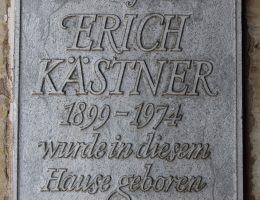 ERICH
KÄSTNER
1899-1974
wurde in diesem
Hause geboren